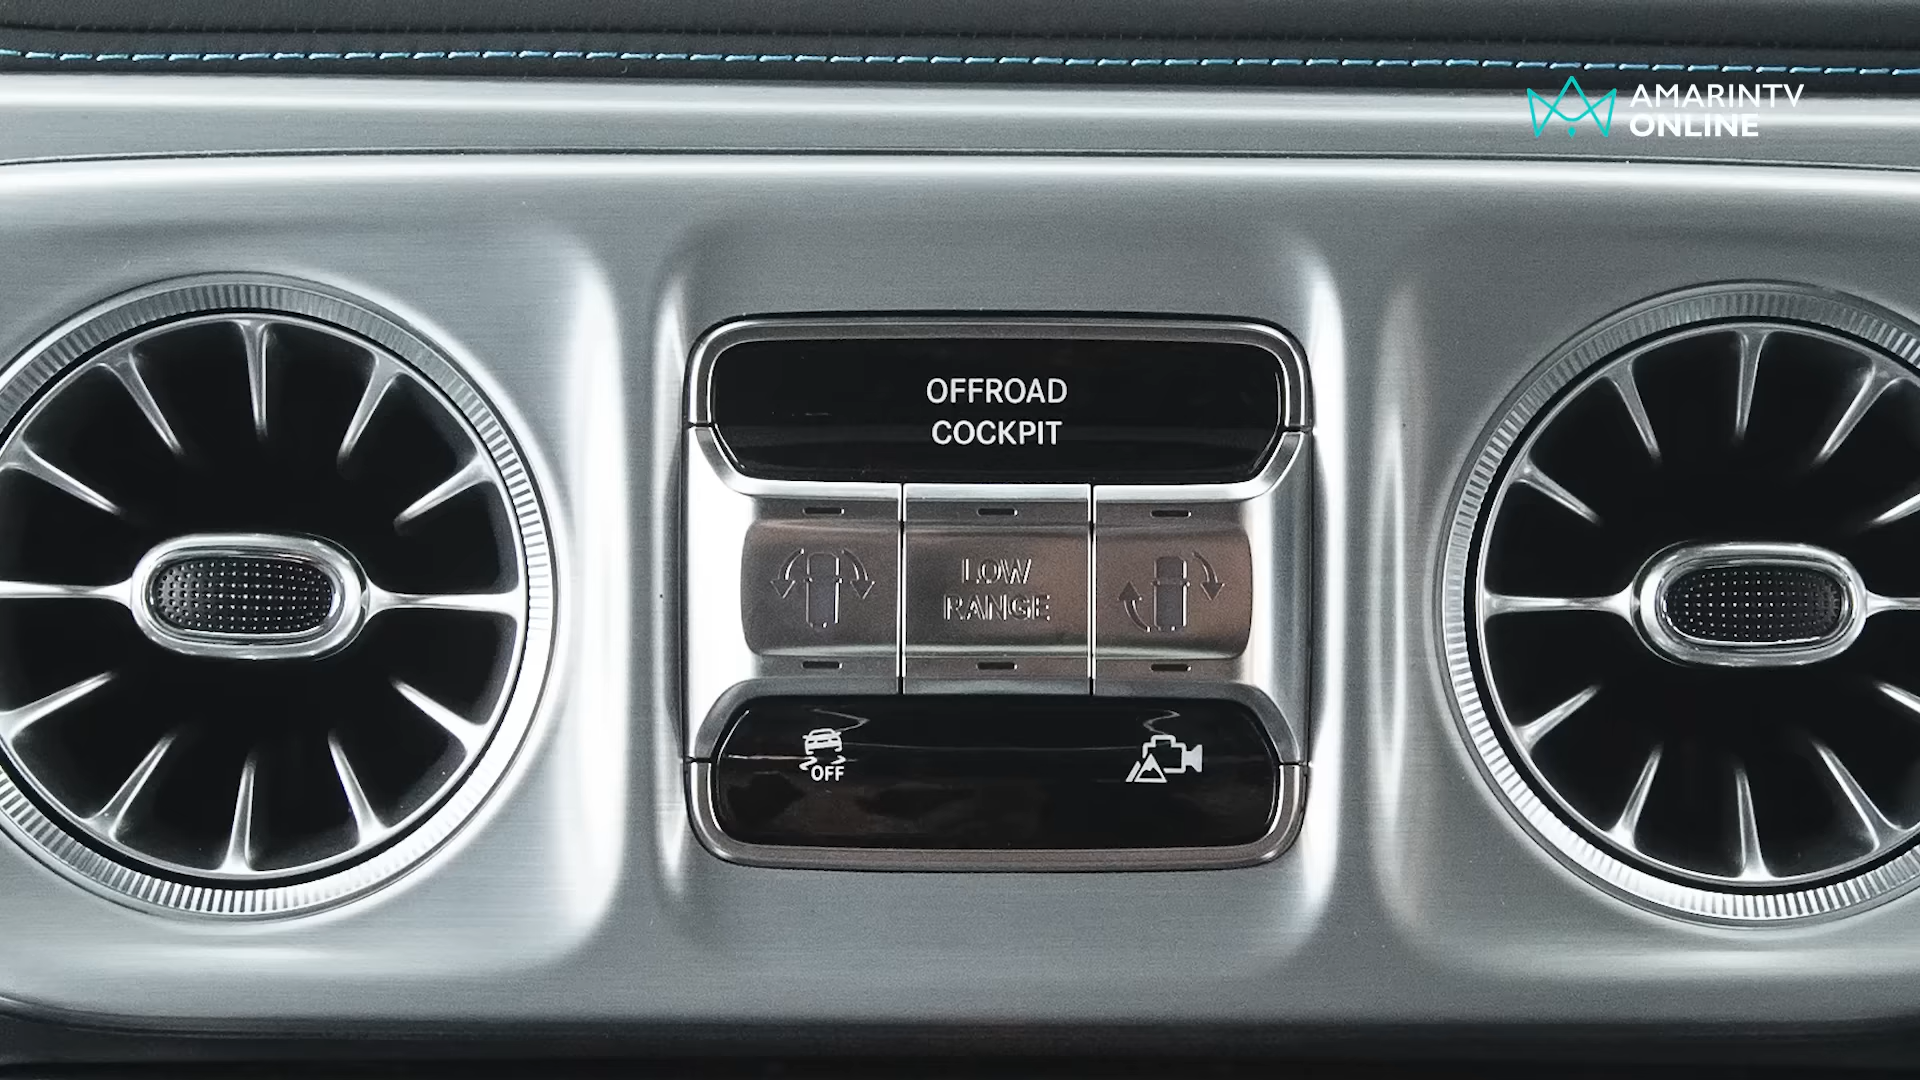 AMARINTV
ONLINE
OFFROAD
COCKPIT
LOW
RANGE
OFF